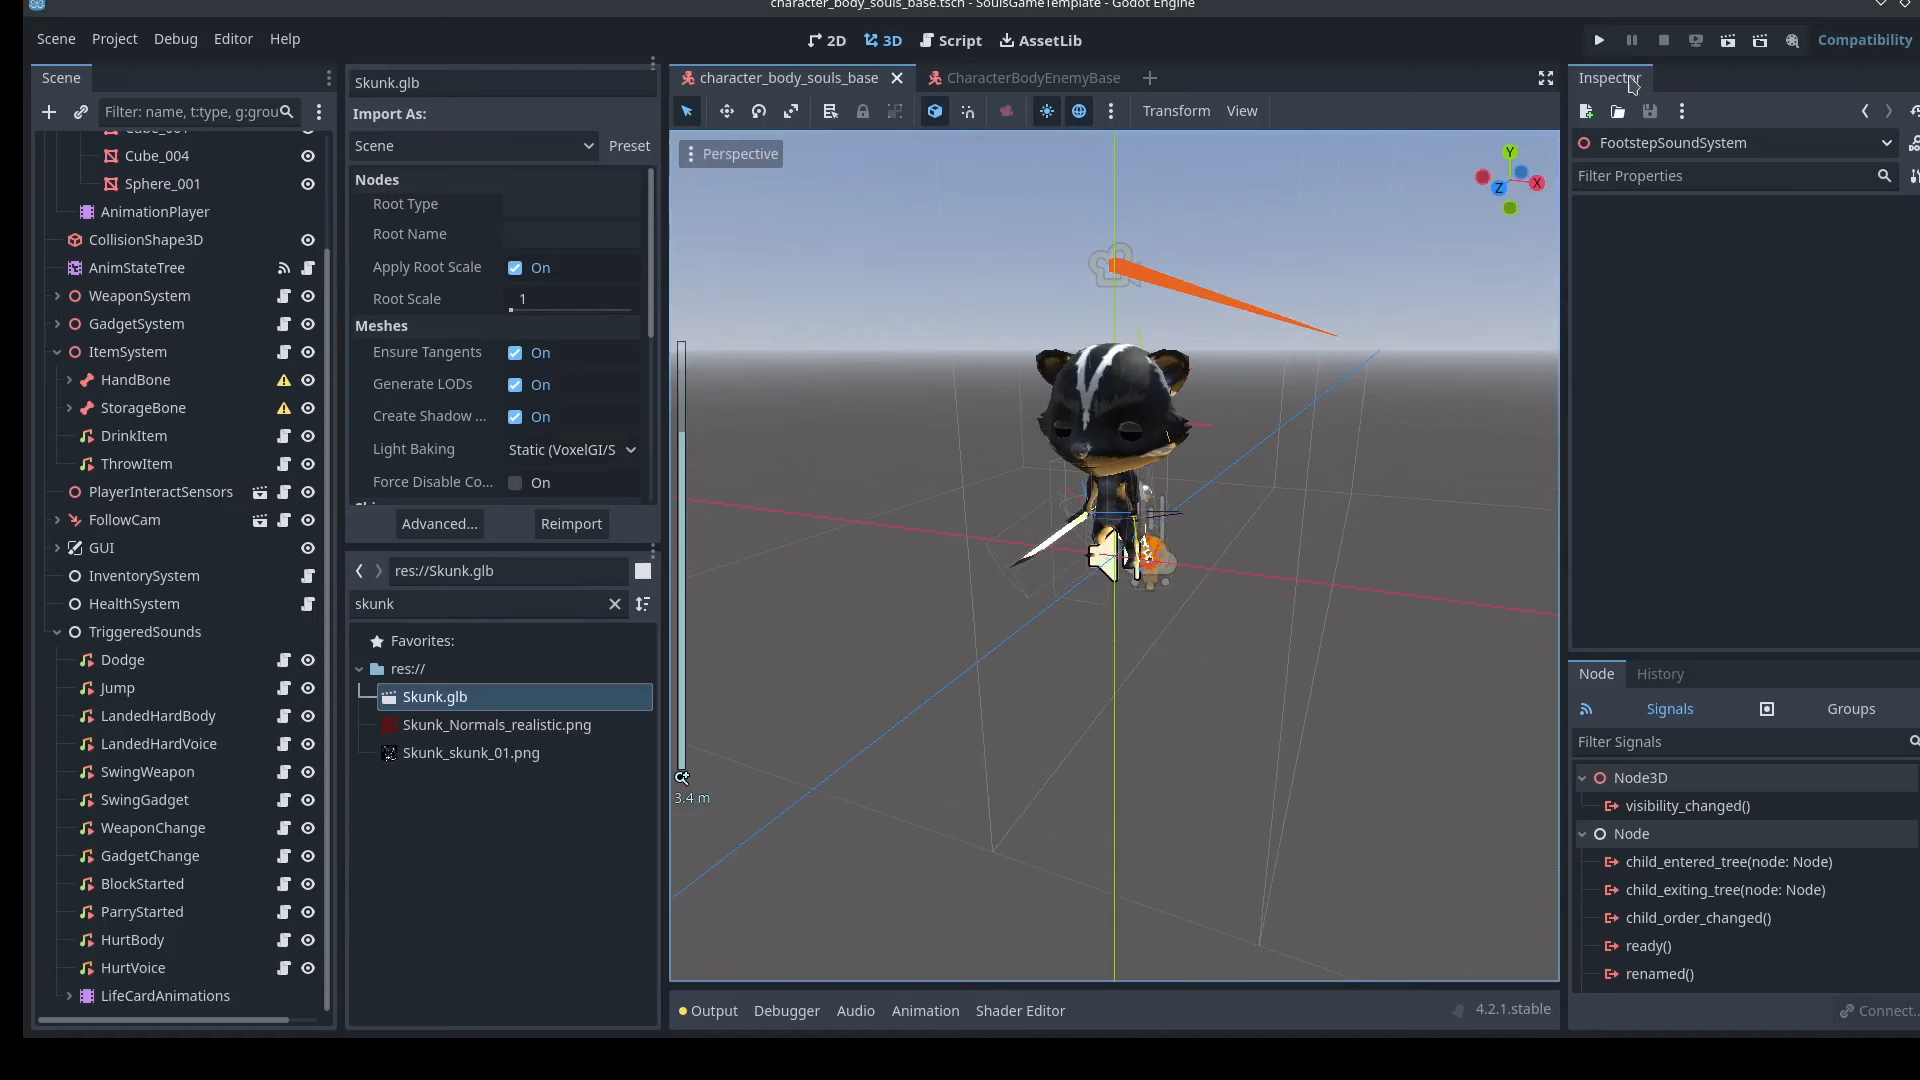 character_body_souls_base.tscn - SoulsGameTemplate - Godot Engine
Scene Project Debug Editor Help
2D 3D Script AssetLib
Compatibility
Scene
Filter: name, t:type, g:grou
Cube_004
Sphere_001
AnimationPlayer
CollisionShape3D
AnimStateTree
WeaponSystem
GadgetSystem
ItemSystem
HandBone
StorageBone
DrinkItem
ThrowItem
PlayerInteractSensors
FollowCam
GUI
InventorySystem
HealthSystem
TriggeredSounds
Dodge
Jump
LandedHardBody
LandedHardVoice
SwingWeapon
SwingGadget
WeaponChange
GadgetChange
BlockStarted
ParryStarted
HurtBody
HurtVoice
LifeCardAnimations
Skunk.glb
Import As:
Scene Preset
Nodes
Root Type
Root Name
Apply Root Scale On
Root Scale 1
Meshes
Ensure Tangents On
Generate LODs On
Create Shadow ... On
Light Baking Static (VoxelGI/S
Force Disable Co... On
Advanced... Reimport
res://Skunk.glb
skunk
Favorites:
res://
Skunk.glb
Skunk_Normals_realistic.png
Skunk_skunk_01.png
character_body_souls_base CharacterBodyEnemyBase
Transform View
Perspective
Y
X
Z
3.4 m
Output Debugger Audio Animation Shader Editor 4.2.1.stable
Inspector
FootstepSoundSystem
Filter Properties
Node History
Signals Groups
Filter Signals
Node3D
visibility_changed()
Node
child_entered_tree(node: Node)
child_exiting_tree(node: Node)
child_order_changed()
ready()
renamed()
Connect..